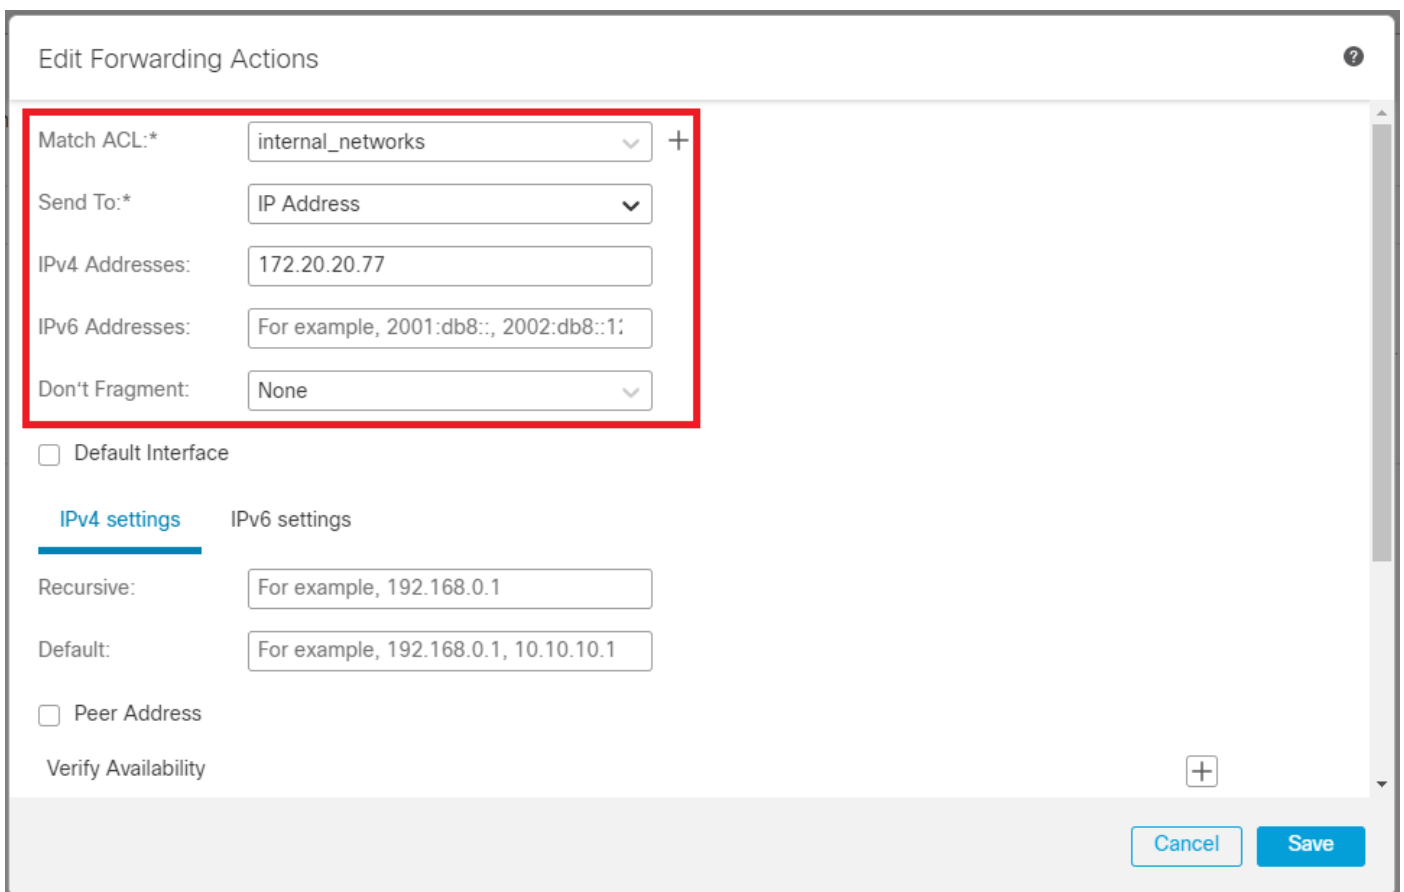 Edit Forwarding Actions
Match ACL:* internal_networks
Send To:* IP Address
IPv4 Addresses: 172.20.20.77
IPv6 Addresses: For example, 2001:db8::, 2002:db8::12
Don't Fragment: None
Default Interface
IPv4 settings IPv6 settings
Recursive: For example, 192.168.0.1
Default: For example, 192.168.0.1, 10.10.10.1
Peer Address
Verify Availability
Cancel Save